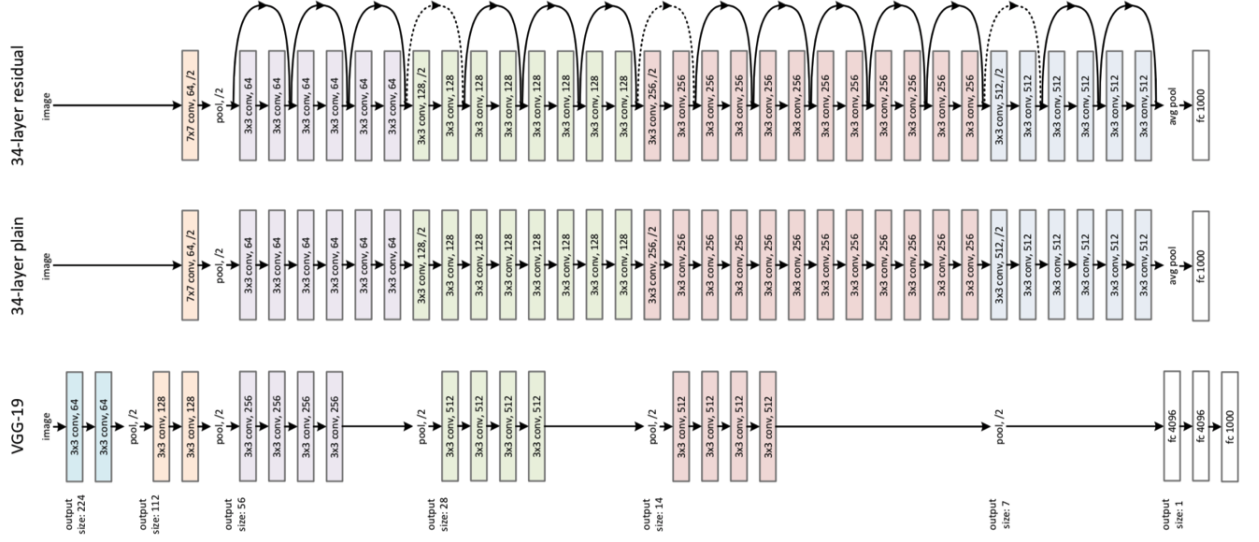 output
size: 224
output
size: 112
output
size: 56
output
size: 28
output
size: 14
output
size: 7
output
size: 1
VGG-19
image
3x3 conv, 64
3x3 conv, 64
pool, /2
3x3 conv, 128
3x3 conv, 128
pool, /2
3x3 conv, 256
3x3 conv, 256
3x3 conv, 256
3x3 conv, 256
pool, /2
3x3 conv, 512
3x3 conv, 512
3x3 conv, 512
3x3 conv, 512
pool, /2
3x3 conv, 512
3x3 conv, 512
3x3 conv, 512
3x3 conv, 512
pool, /2
fc 4096
fc 4096
fc 1000
34-layer plain
image
7x7 conv, 64, /2
pool, /2
3x3 conv, 64
3x3 conv, 64
3x3 conv, 64
3x3 conv, 64
3x3 conv, 64
3x3 conv, 64
3x3 conv, 128, /2
3x3 conv, 128
3x3 conv, 128
3x3 conv, 128
3x3 conv, 128
3x3 conv, 128
3x3 conv, 128
3x3 conv, 128
3x3 conv, 256, /2
3x3 conv, 256
3x3 conv, 256
3x3 conv, 256
3x3 conv, 256
3x3 conv, 256
3x3 conv, 256
3x3 conv, 256
3x3 conv, 256
3x3 conv, 256
3x3 conv, 256
3x3 conv, 256
3x3 conv, 512, /2
3x3 conv, 512
3x3 conv, 512
3x3 conv, 512
3x3 conv, 512
3x3 conv, 512
avg pool
fc 1000
34-layer residual
image
7x7 conv, 64, /2
pool, /2
3x3 conv, 64
3x3 conv, 64
3x3 conv, 64
3x3 conv, 64
3x3 conv, 64
3x3 conv, 64
3x3 conv, 128, /2
3x3 conv, 128
3x3 conv, 128
3x3 conv, 128
3x3 conv, 128
3x3 conv, 128
3x3 conv, 128
3x3 conv, 128
3x3 conv, 256, /2
3x3 conv, 256
3x3 conv, 256
3x3 conv, 256
3x3 conv, 256
3x3 conv, 256
3x3 conv, 256
3x3 conv, 256
3x3 conv, 256
3x3 conv, 256
3x3 conv, 256
3x3 conv, 256
3x3 conv, 512, /2
3x3 conv, 512
3x3 conv, 512
3x3 conv, 512
3x3 conv, 512
3x3 conv, 512
avg pool
fc 1000